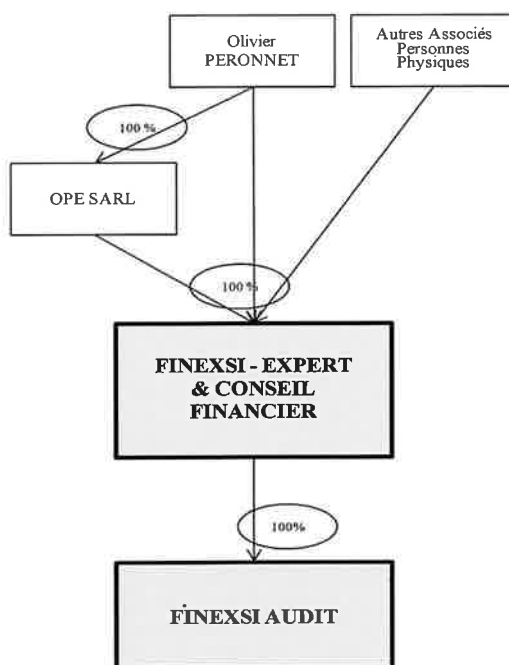 Olivier
PERONNET
Autres Associés
Personnes
Physiques
100 %
OPE SARL
100 %
FINEXSI - EXPERT
& CONSEIL
FINANCIER
100%
FINEXSI AUDIT